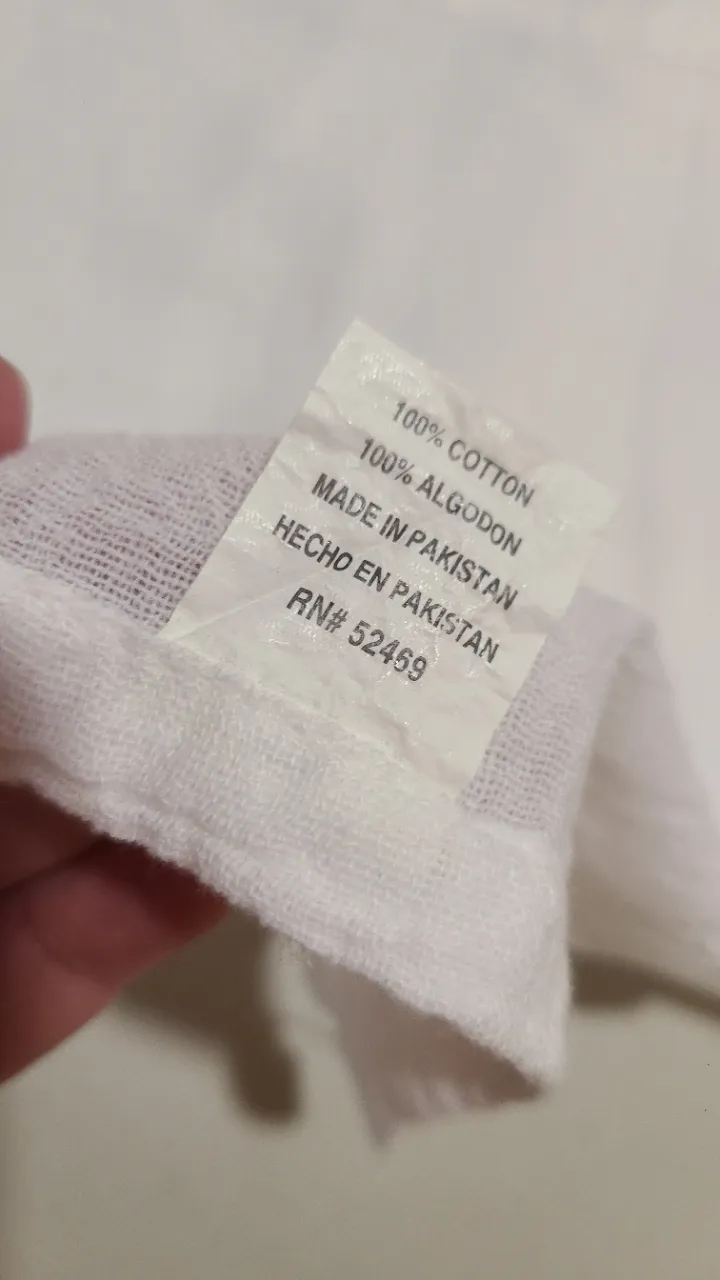 100% COTTON
100% ALGODON
MADE IN PAKISTAN
HECHO EN PAKISTAN
RN# 52469